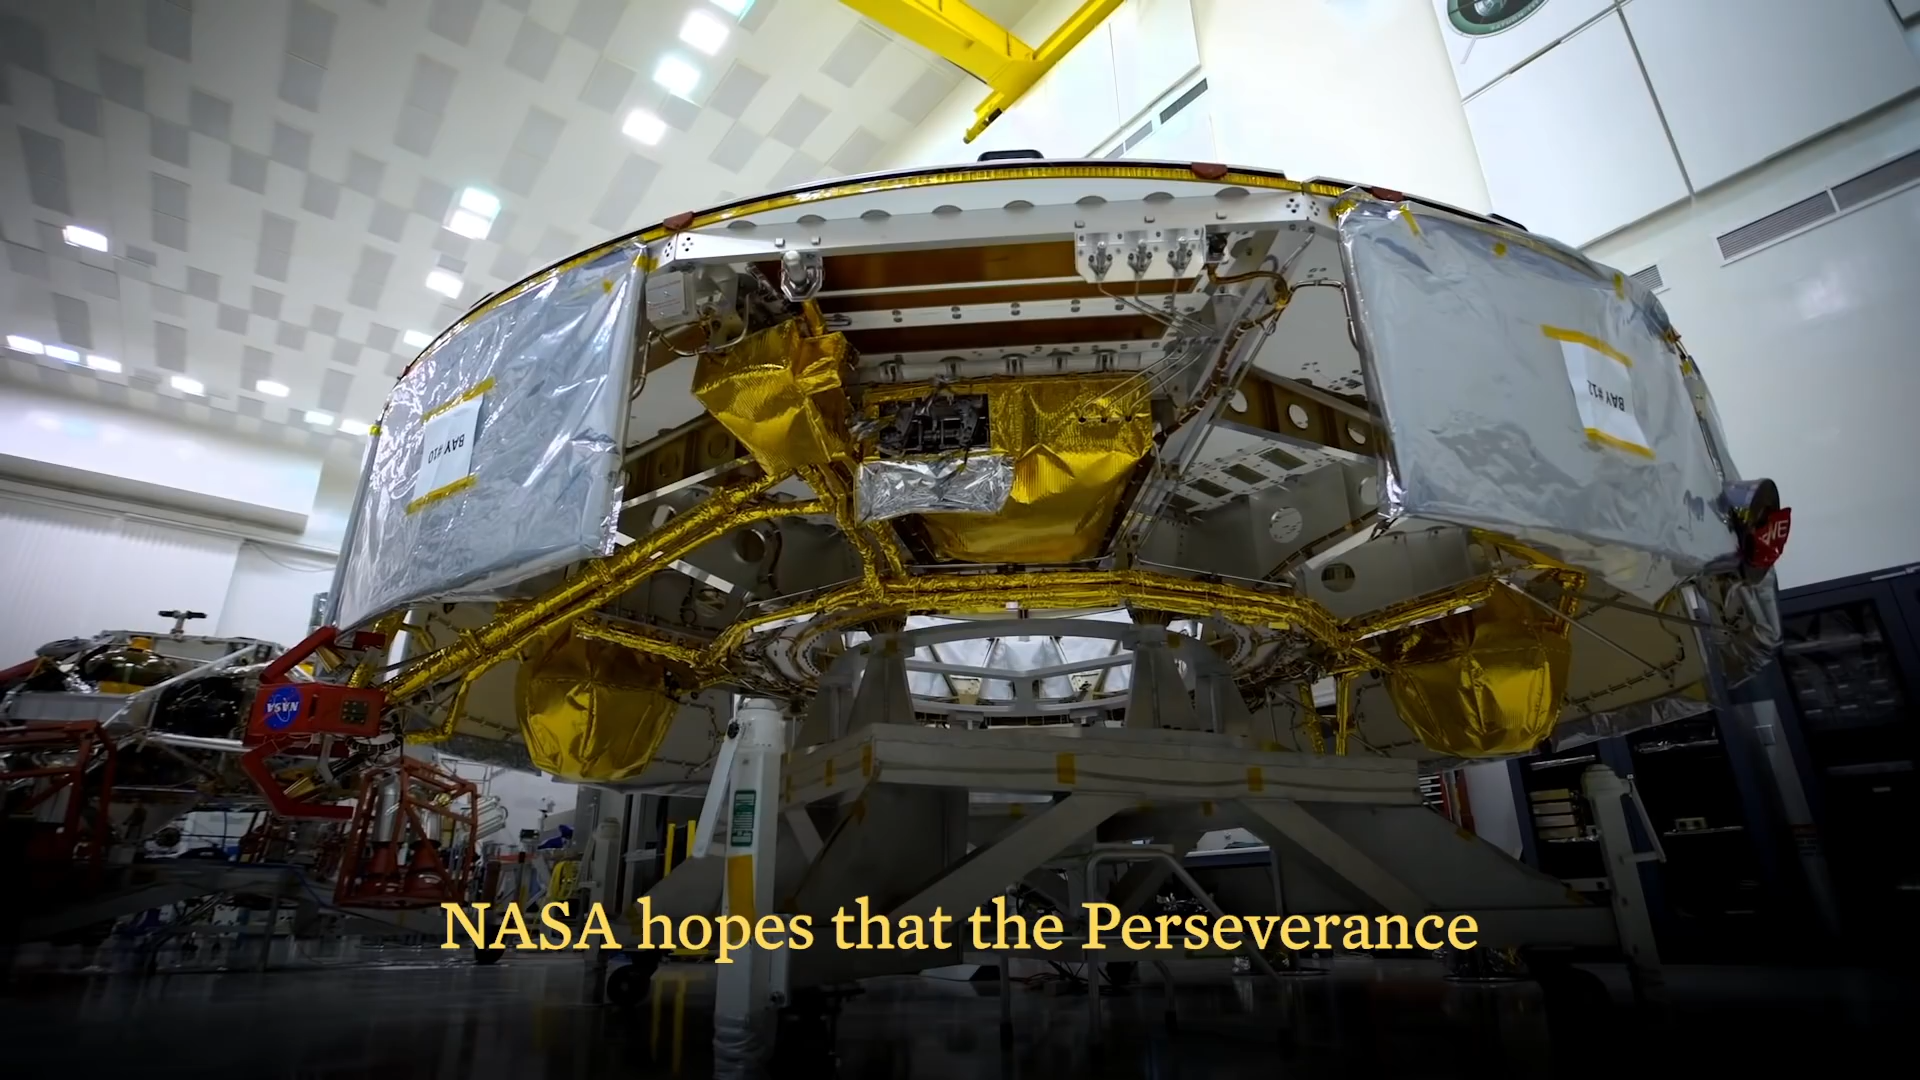 BAY #10
BAY #12
NASA
NASA hopes that the Perseverance